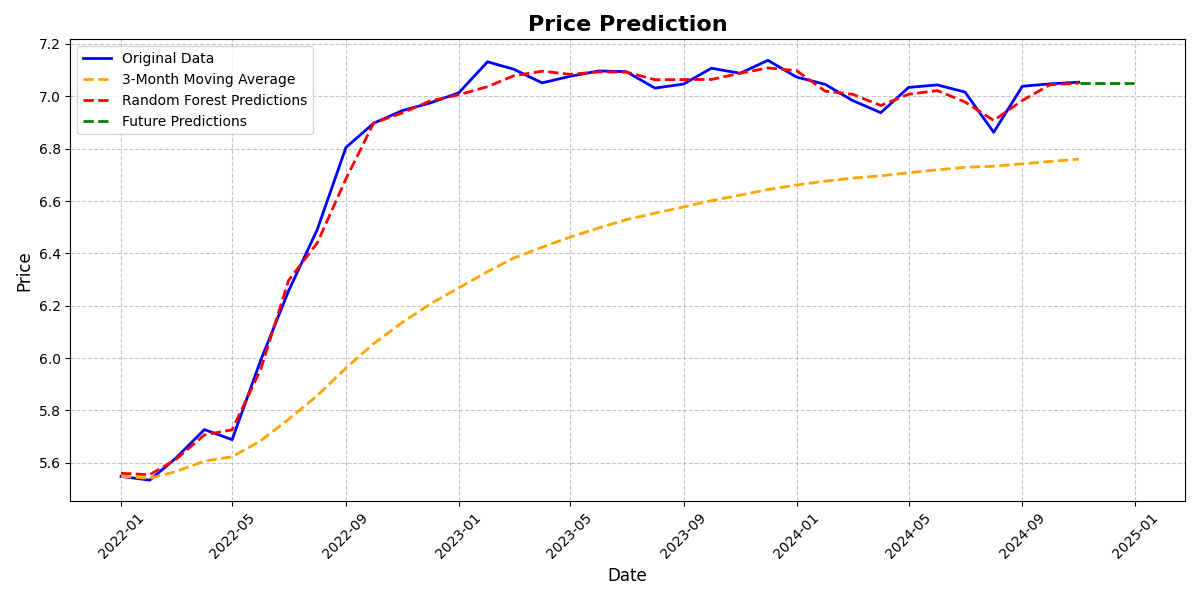 Price Prediction
Original Data
3-Month Moving Average
Random Forest Predictions
Future Predictions
Price
7.2
7.0
6.8
6.6
6.4
6.2
6.0
5.8
5.6
2022-01
2022-05
2022-09
2023-01
2023-05
2023-09
2024-01
2024-05
2024-09
2025-01
Date